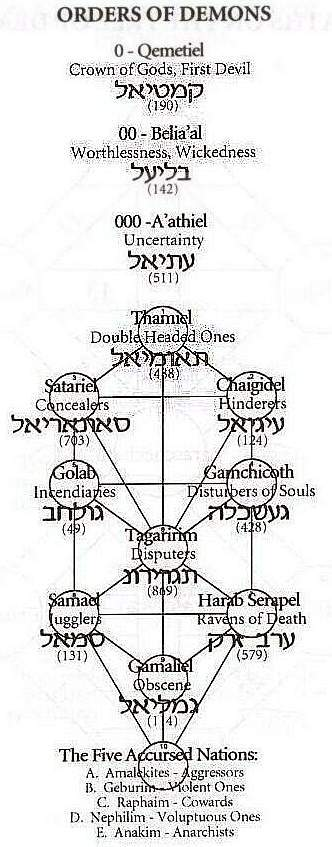 ORDERS OF DEMONS
0 - Qemetiel
Crown of Gods, First Devil
קמטיאל
(190)
00 - Belia'al
Worthlessness, Wickedness
בליעל
(142)
000 -A'athiel
Uncertainty
עתיאל
(511)
Thamiel
Double Headed Ones
תאומיאל
(488)
Satariel
Concealers
(703)
Chaigidel
Hinderers
עיגיאל
(124)
Golab
Incendiaries
גולחב
(49)
Gamchicoth
Disturbers of Souls
געשכלה
(428)
Tagaririm
Disputers
(869)
Samael
Jugglers
סמאל
(131)
Harab Serapel
Ravens of Death
ערב זרק
(579)
Gamaliel
Obscene
גמליאל
(114)
10
The Five Accursed Nations:
A. Amalekites - Aggressors
B. Geburim - Violent Ones
C. Raphaim - Cowards
D. Nephilim - Voluptuous Ones
E. Anakim - Anarchists